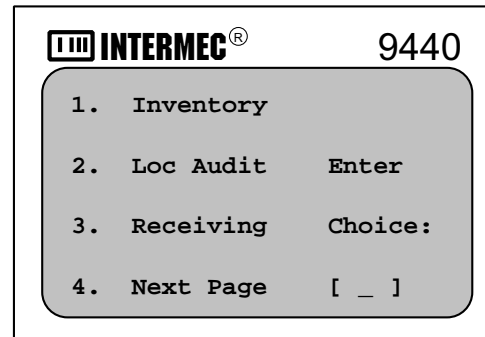 INTERMEC® 9440
1. Inventory
2. Loc Audit Enter
3. Receiving Choice:
4. Next Page [ _ ]